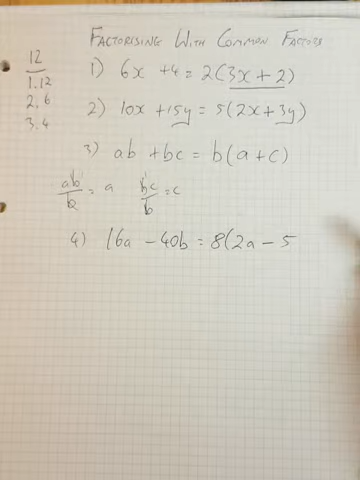 FACTORISING WITH COMMON FACTORS
12
1.12
2.6
3.4
1) 6x + 4 = 2(3x + 2)
2) 10x + 15y = 5(2x + 3y)
3) ab + bc = b(a + c)
ab/b = a bc/b = c
4) 16a - 40b = 8(2a - 5